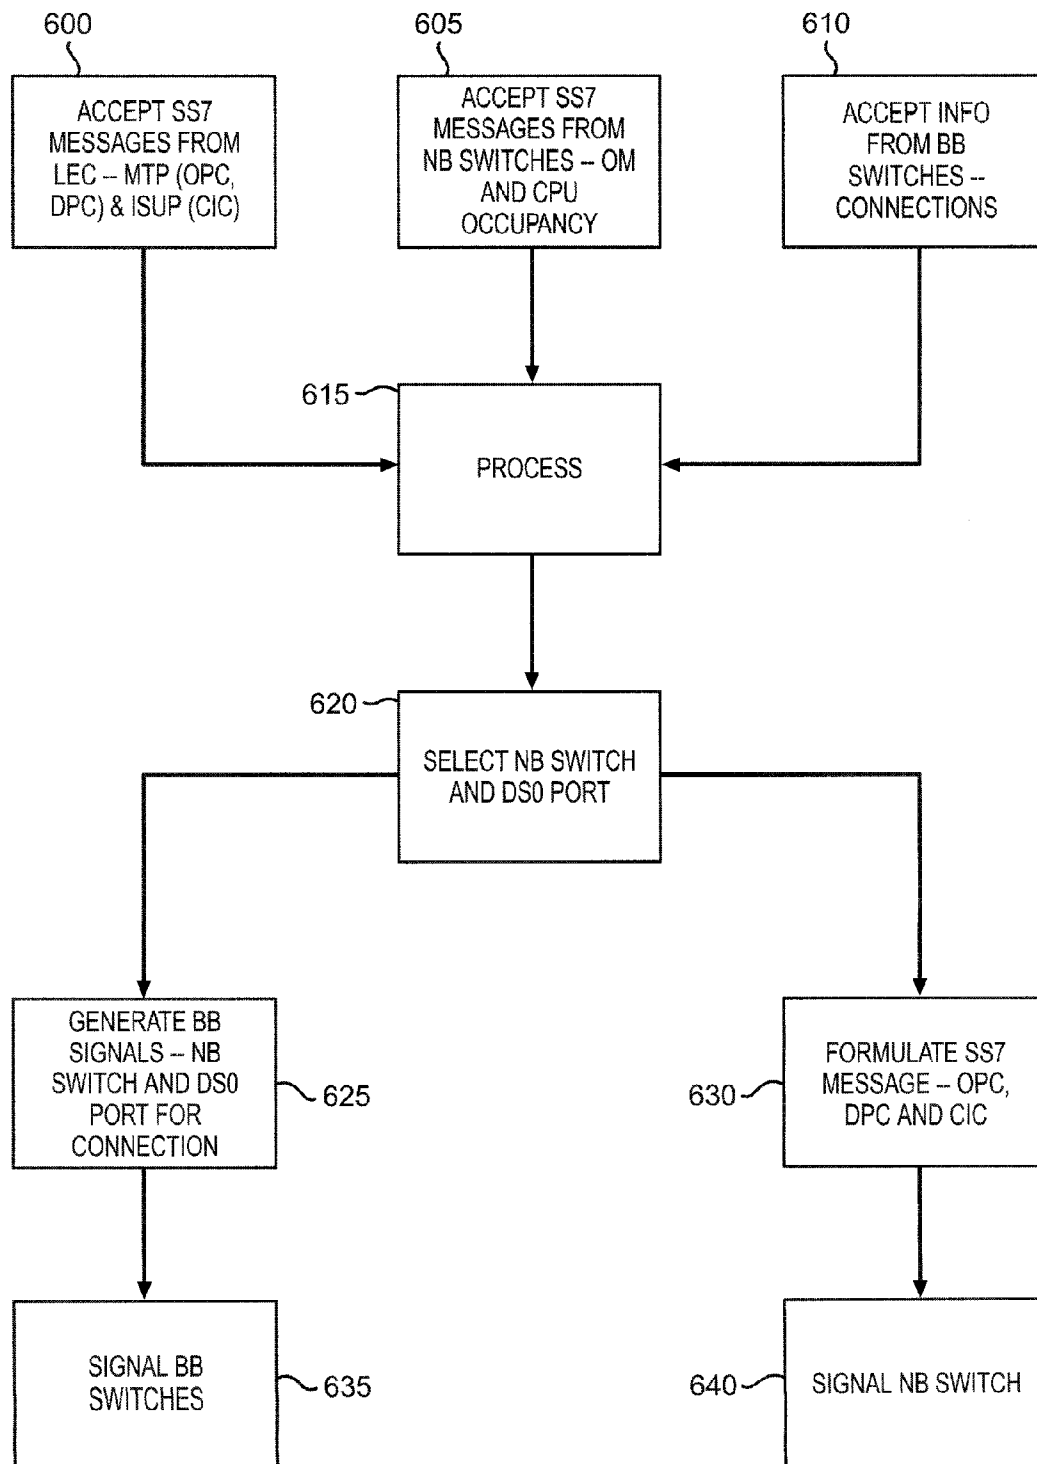 600
605
610
ACCEPT SS7
MESSAGES FROM
LEC -- MTP (OPC,
DPC) & ISUP (CIC)
ACCEPT SS7
MESSAGES FROM
NB SWITCHES -- OM
AND CPU
OCCUPANCY
ACCEPT INFO
FROM BB
SWITCHES --
CONNECTIONS
615
PROCESS
620
SELECT NB SWITCH
AND DS0 PORT
GENERATE BB
SIGNALS -- NB
SWITCH AND DS0
PORT FOR
CONNECTION
625
630
FORMULATE SS7
MESSAGE -- OPC,
DPC AND CIC
SIGNAL BB
SWITCHES
635
640
SIGNAL NB SWITCH